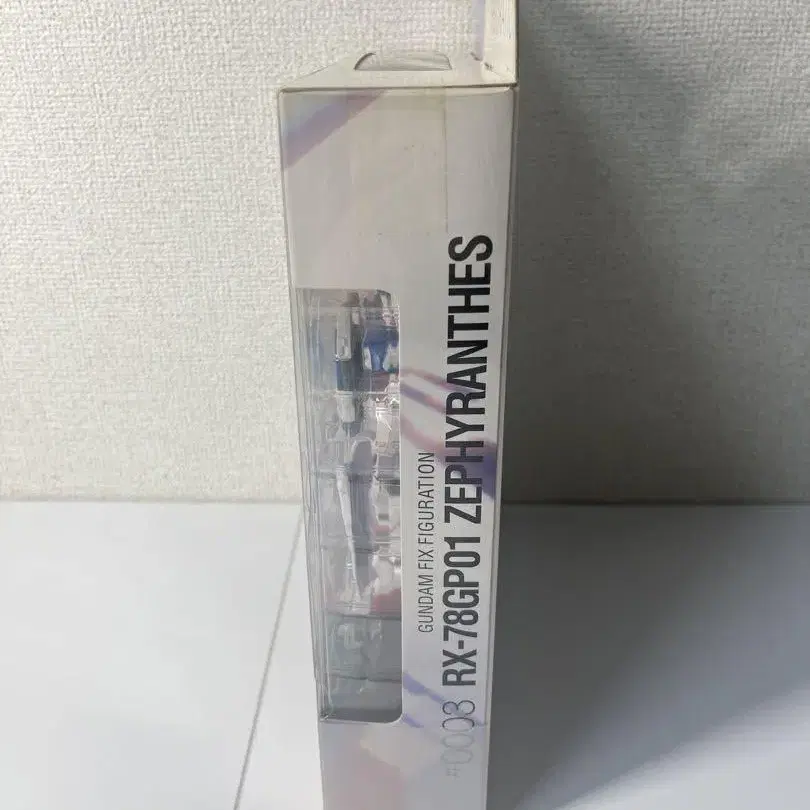 GUNDAM FIX FIGURATION
#0003 RX-78GP01 ZEPHYRANTHES